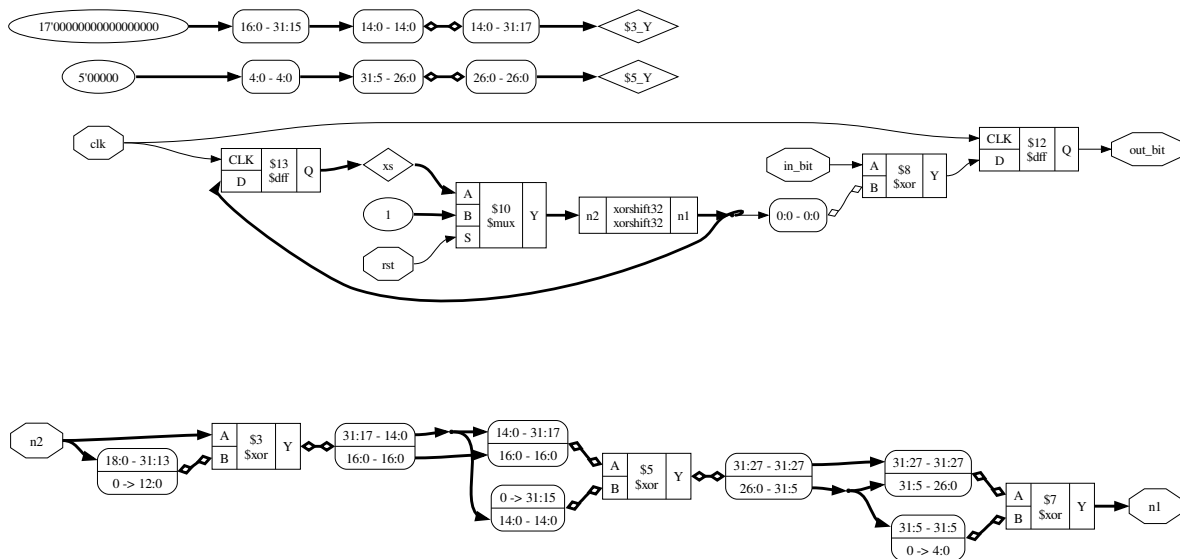 17'00000000000000000
16:0 - 31:15
14:0 - 14:0
14:0 - 31:17
$3_Y
5'00000
4:0 - 4:0
31:5 - 26:0
26:0 - 26:0
$5_Y
clk
CLK
D
$13
$dff
Q
xs
1
rst
A
B
S
$10
$mux
Y
n2
xorshift32
xorshift32
n1
0:0 - 0:0
in_bit
A
B
$8
$xor
Y
CLK
D
$12
$dff
Q
out_bit
n2
18:0 - 31:13
0 -> 12:0
A
B
$3
$xor
Y
31:17 - 14:0
16:0 - 16:0
14:0 - 31:17
16:0 - 16:0
0 -> 31:15
14:0 - 14:0
A
B
$5
$xor
Y
31:27 - 31:27
26:0 - 31:5
31:27 - 31:27
31:5 - 26:0
31:5 - 31:5
0 -> 4:0
A
B
$7
$xor
Y
n1